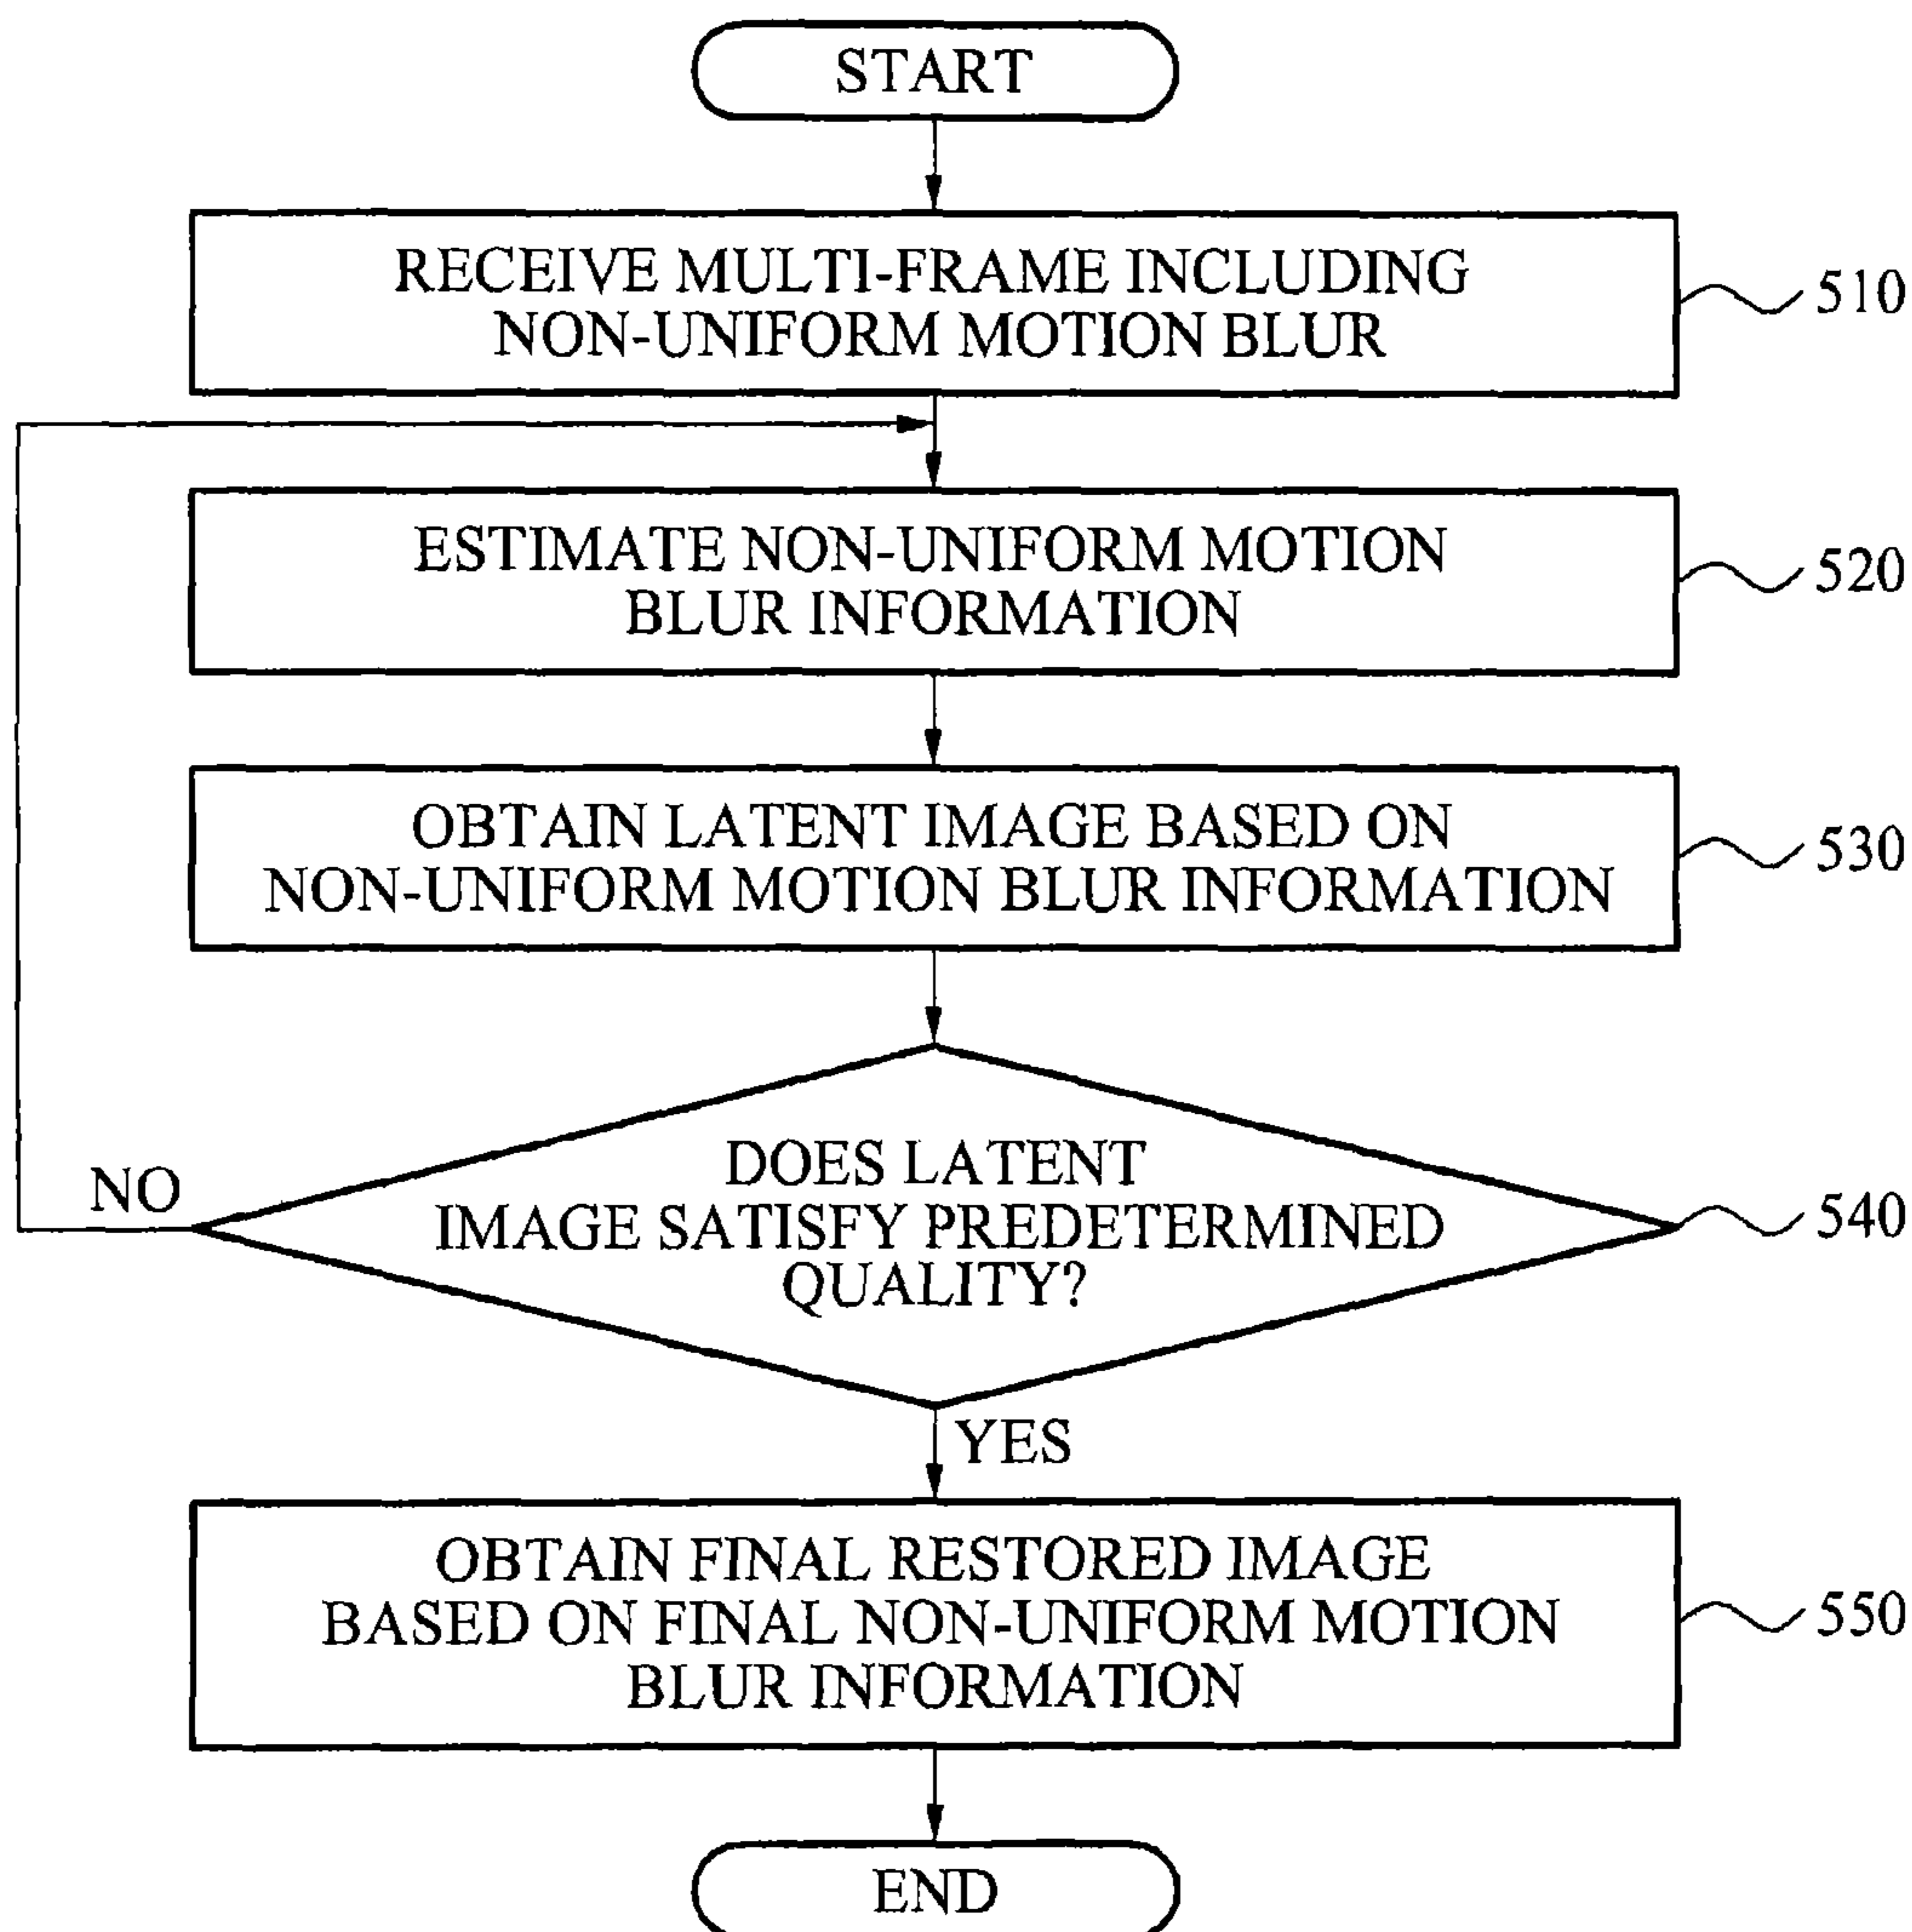 START
RECEIVE MULTI-FRAME INCLUDING
NON-UNIFORM MOTION BLUR
510
ESTIMATE NON-UNIFORM MOTION
BLUR INFORMATION
520
OBTAIN LATENT IMAGE BASED ON
NON-UNIFORM MOTION BLUR INFORMATION
530
DOES LATENT
IMAGE SATISFY PREDETERMINED
QUALITY?
540
NO
YES
OBTAIN FINAL RESTORED IMAGE
BASED ON FINAL NON-UNIFORM MOTION
BLUR INFORMATION
550
END